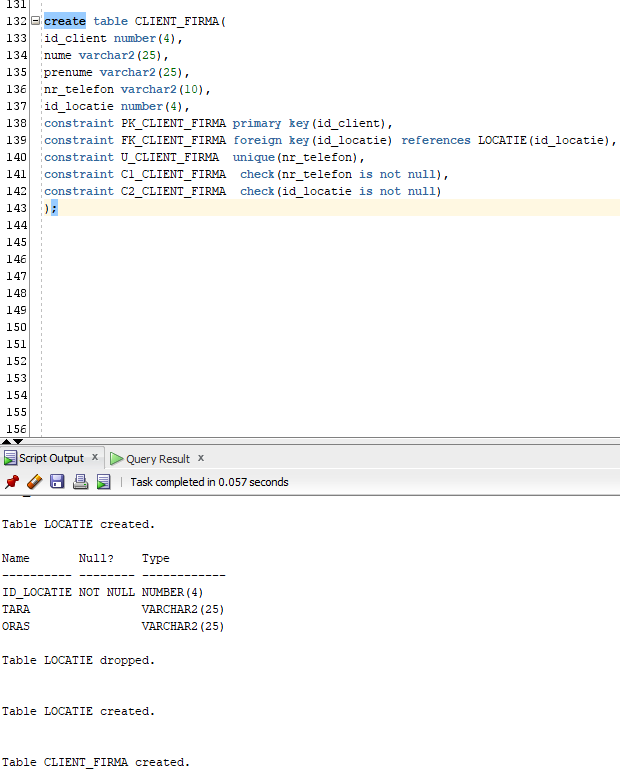 131
132 create table CLIENT_FIRMA(
133 id_client number(4),
134 nume varchar2(25),
135 prenume varchar2(25),
136 nr_telefon varchar2(10),
137 id_locatie number(4),
138 constraint PK_CLIENT_FIRMA primary key(id_client),
139 constraint FK_CLIENT_FIRMA foreign key(id_locatie) references LOCATIE(id_locatie),
140 constraint U_CLIENT_FIRMA  unique(nr_telefon),
141 constraint C1_CLIENT_FIRMA  check(nr_telefon is not null),
142 constraint C2_CLIENT_FIRMA  check(id_locatie is not null)
143 );
144
145
146
147
148
149
150
151
152
153
154
155
156
Script Output x Query Result x
Task completed in 0.057 seconds
Table LOCATIE created.
Name       Null?    Type
---------- -------- ------------
ID_LOCATIE NOT NULL NUMBER(4)
TARA                VARCHAR2(25)
ORAS                VARCHAR2(25)
Table LOCATIE dropped.
Table LOCATIE created.
Table CLIENT_FIRMA created.